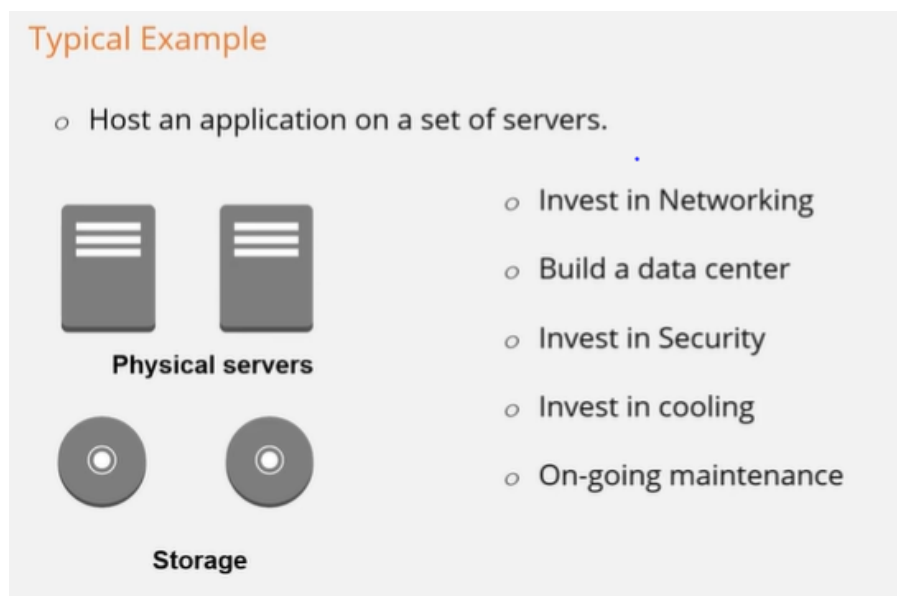 Typical Example
o Host an application on a set of servers.
o Invest in Networking
o Build a data center
o Invest in Security
o Invest in cooling
o On-going maintenance
Physical servers
Storage